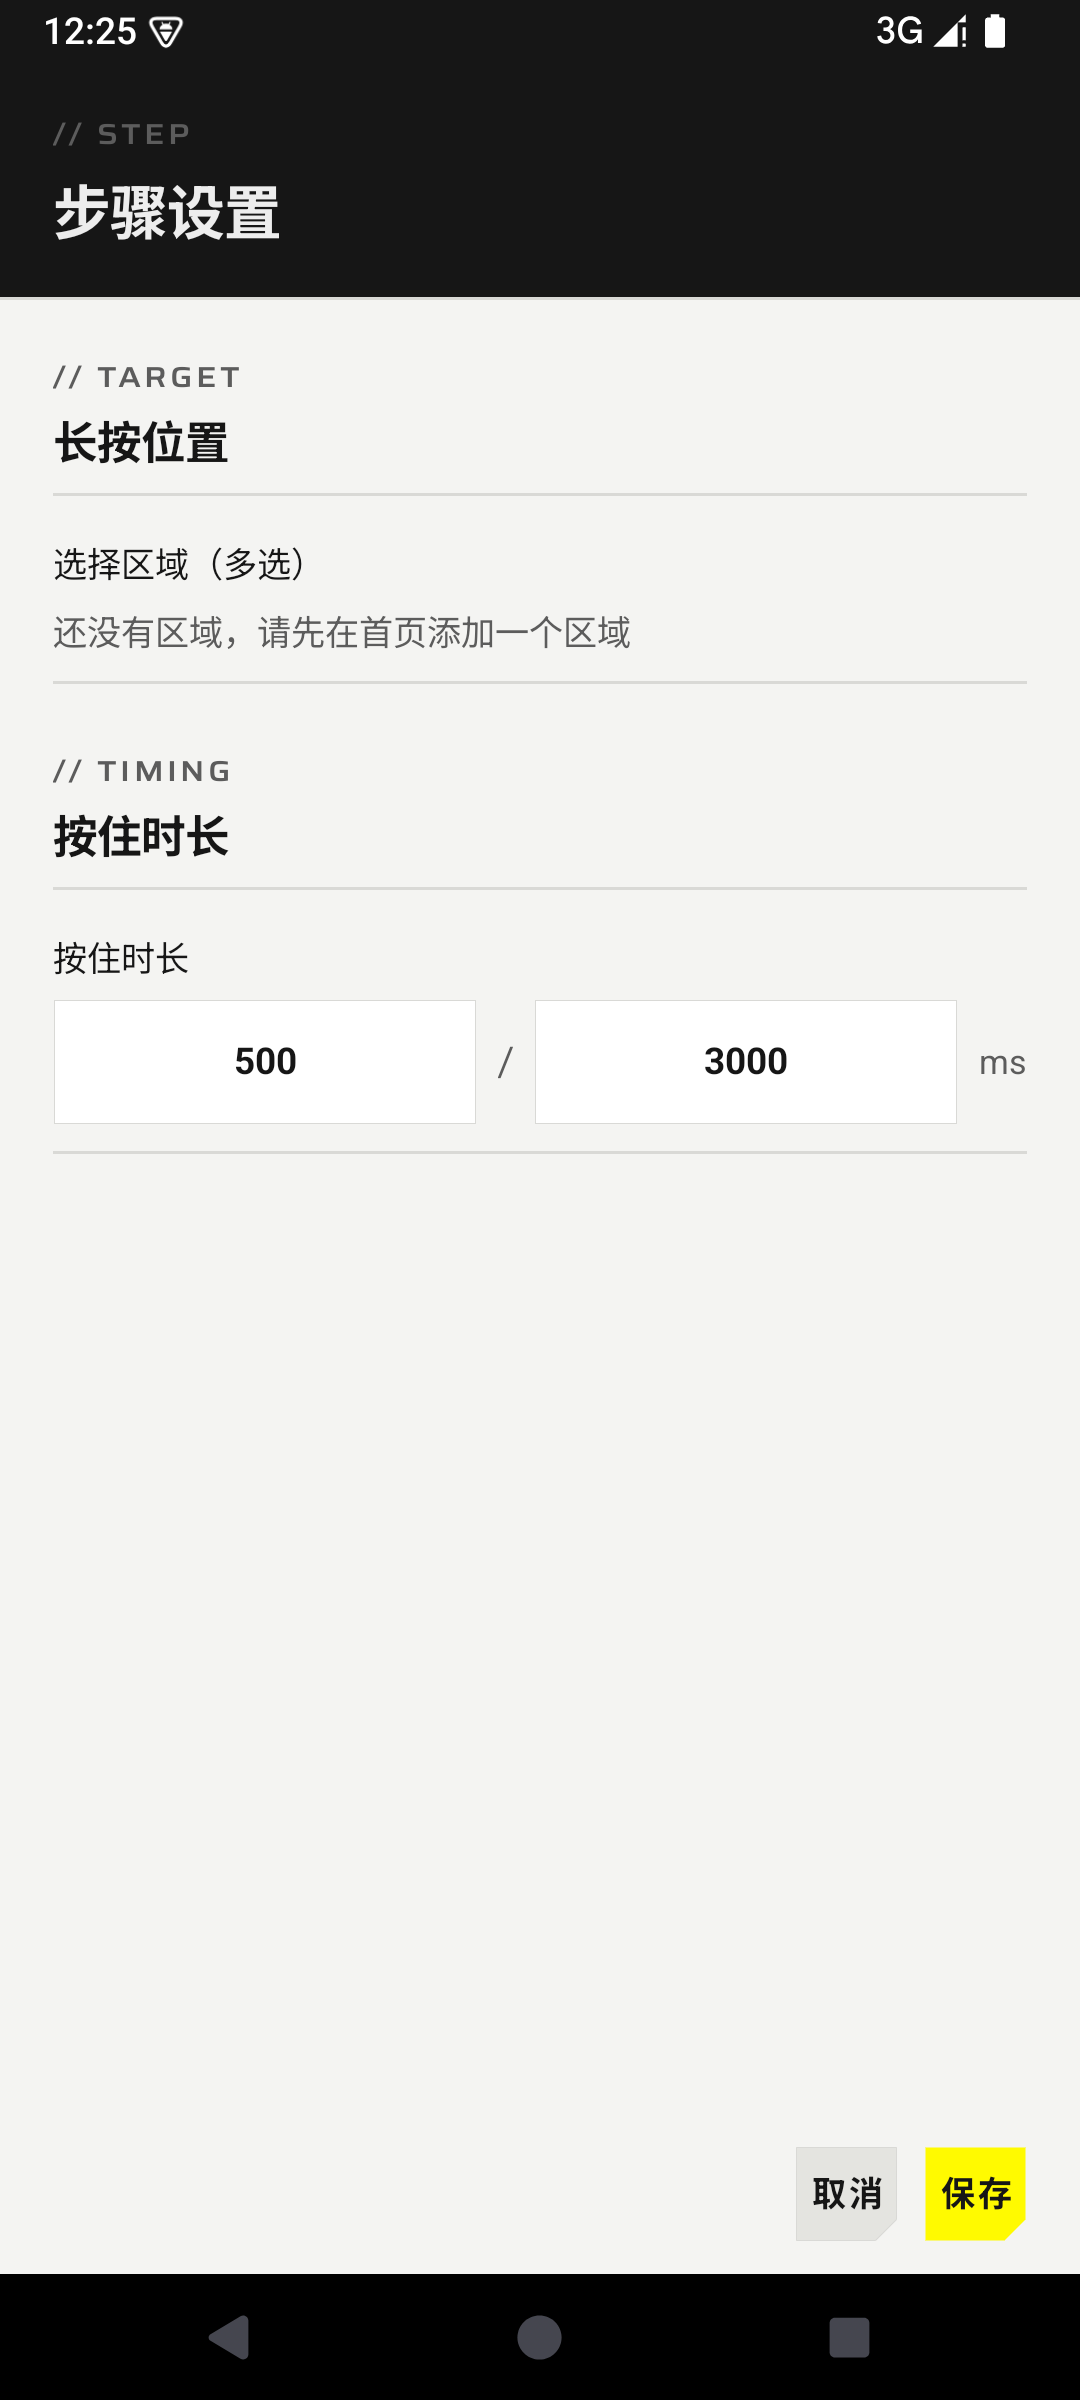 12:25
3G
// STEP
步骤设置
// TARGET
长按位置
选择区域（多选）
还没有区域，请先在首页添加一个区域
// TIMING
按住时长
按住时长
500 / 3000 ms
取消 保存